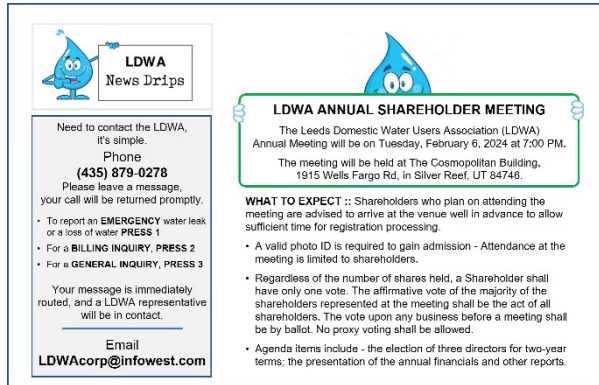 LDWA
News Drips
Need to contact the LDWA,
it's simple.
Phone
(435) 879-0278
Please leave a message,
your call will be returned promptly.
• To report an EMERGENCY water leak
or a loss of water PRESS 1
• For a BILLING INQUIRY, PRESS 2
• For a GENERAL INQUIRY, PRESS 3
Your message is immediately
routed, and a LDWA representative
will be in contact.
Email
LDWAcorp@infowest.com
LDWA ANNUAL SHAREHOLDER MEETING
The Leeds Domestic Water Users Association (LDWA)
Annual Meeting will be on Tuesday, February 6, 2024 at 7:00 PM.
The meeting will be held at The Cosmopolitan Building,
1915 Wells Fargo Rd, in Silver Reef, UT 84746.
WHAT TO EXPECT :: Shareholders who plan on attending the
meeting are advised to arrive at the venue well in advance to allow
sufficient time for registration processing.
• A valid photo ID is required to gain admission - Attendance at the
meeting is limited to shareholders.
• Regardless of the number of shares held, a Shareholder shall
have only one vote. The affirmative vote of the majority of the
shareholders represented at the meeting shall be the act of all
shareholders. The vote upon any business before a meeting shall
be by ballot. No proxy voting shall be allowed.
• Agenda items include - the election of three directors for two-year
terms; the presentation of the annual financials and other reports.